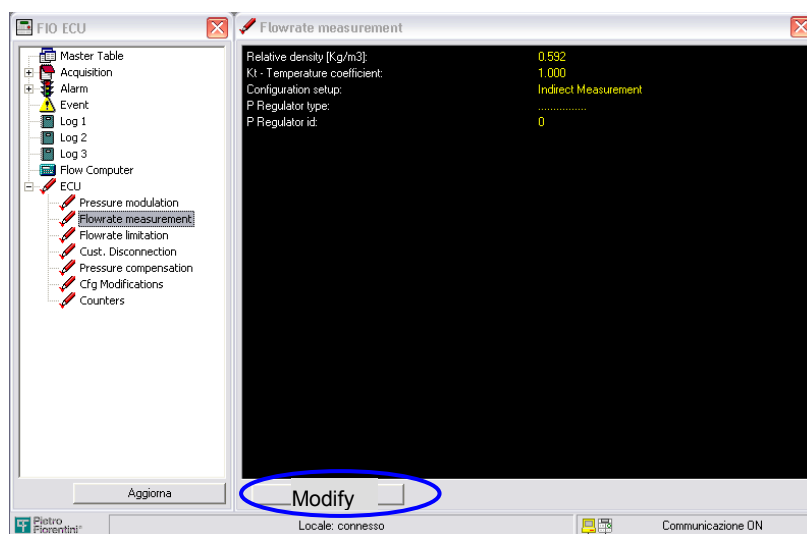 FIO ECU
Master Table
Acquisition
Alarm
Event
Log 1
Log 2
Log 3
Flow Computer
ECU
Pressure modulation
Flowrate measurement
Flowrate limitation
Cust. Disconnection
Pressure compensation
Cfg Modifications
Counters
Aggiorna
Flowrate measurement
Relative density [Kg/m3]: 0.592
Kt - Temperature coefficient: 1.000
Configuration setup: Indirect Measurement
P Regulator type: ................
P Regulator id: 0
Modify
Pietro
Fiorentini
Locale: connesso
Communicazione ON